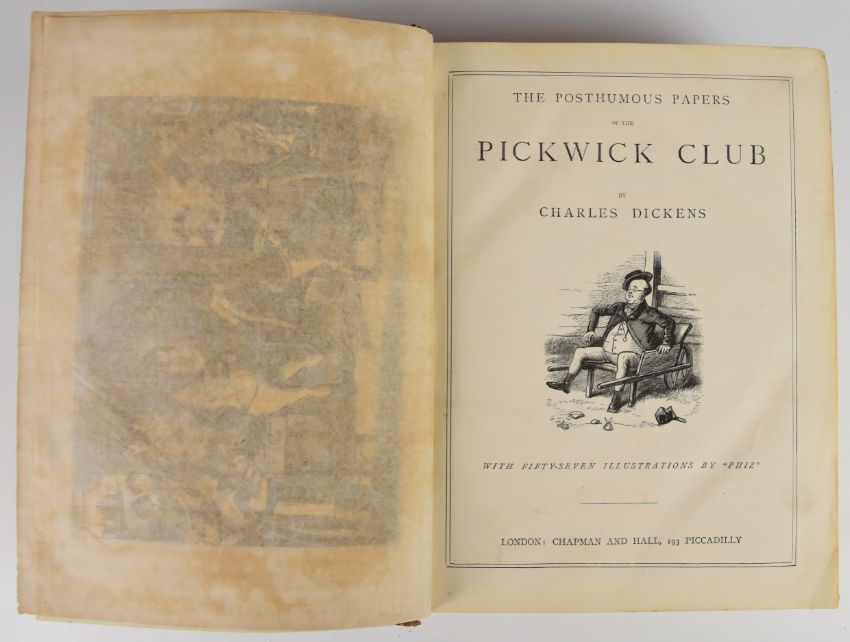 THE POSTHUMOUS PAPERS
OF THE
PICKWICK CLUB
BY
CHARLES DICKENS
WITH FIFTY-SEVEN ILLUSTRATIONS BY "PHIZ"
LONDON: CHAPMAN AND HALL, 193 PICCADILLY